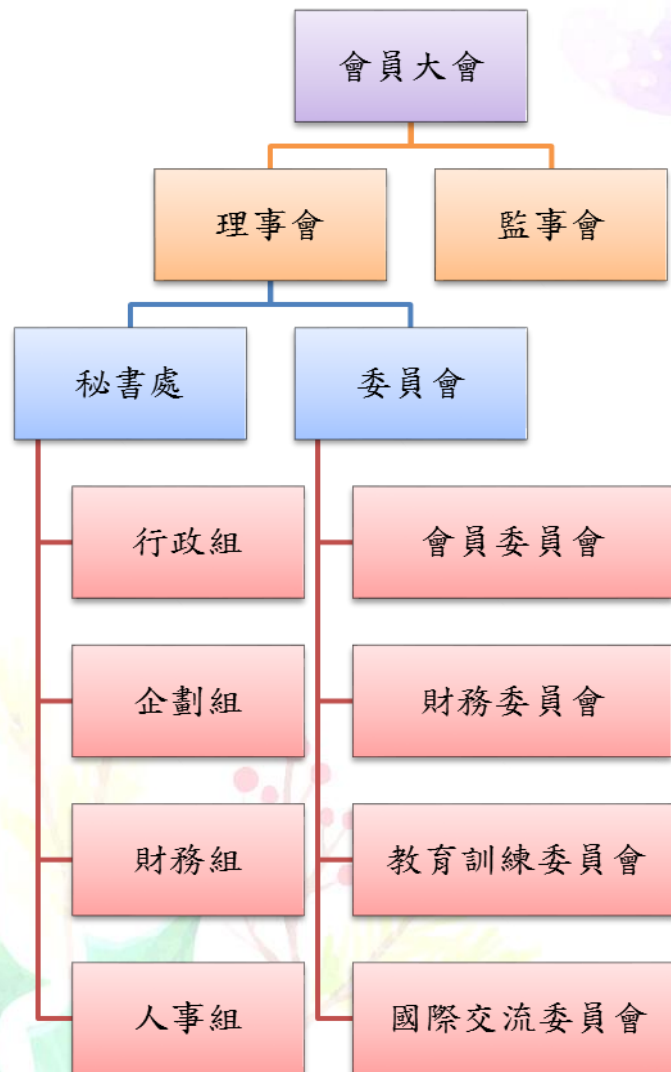 會員大會
理事會
監事會
秘書處
委員會
行政組
會員委員會
企劃組
財務委員會
財務組
教育訓練委員會
人事組
國際交流委員會